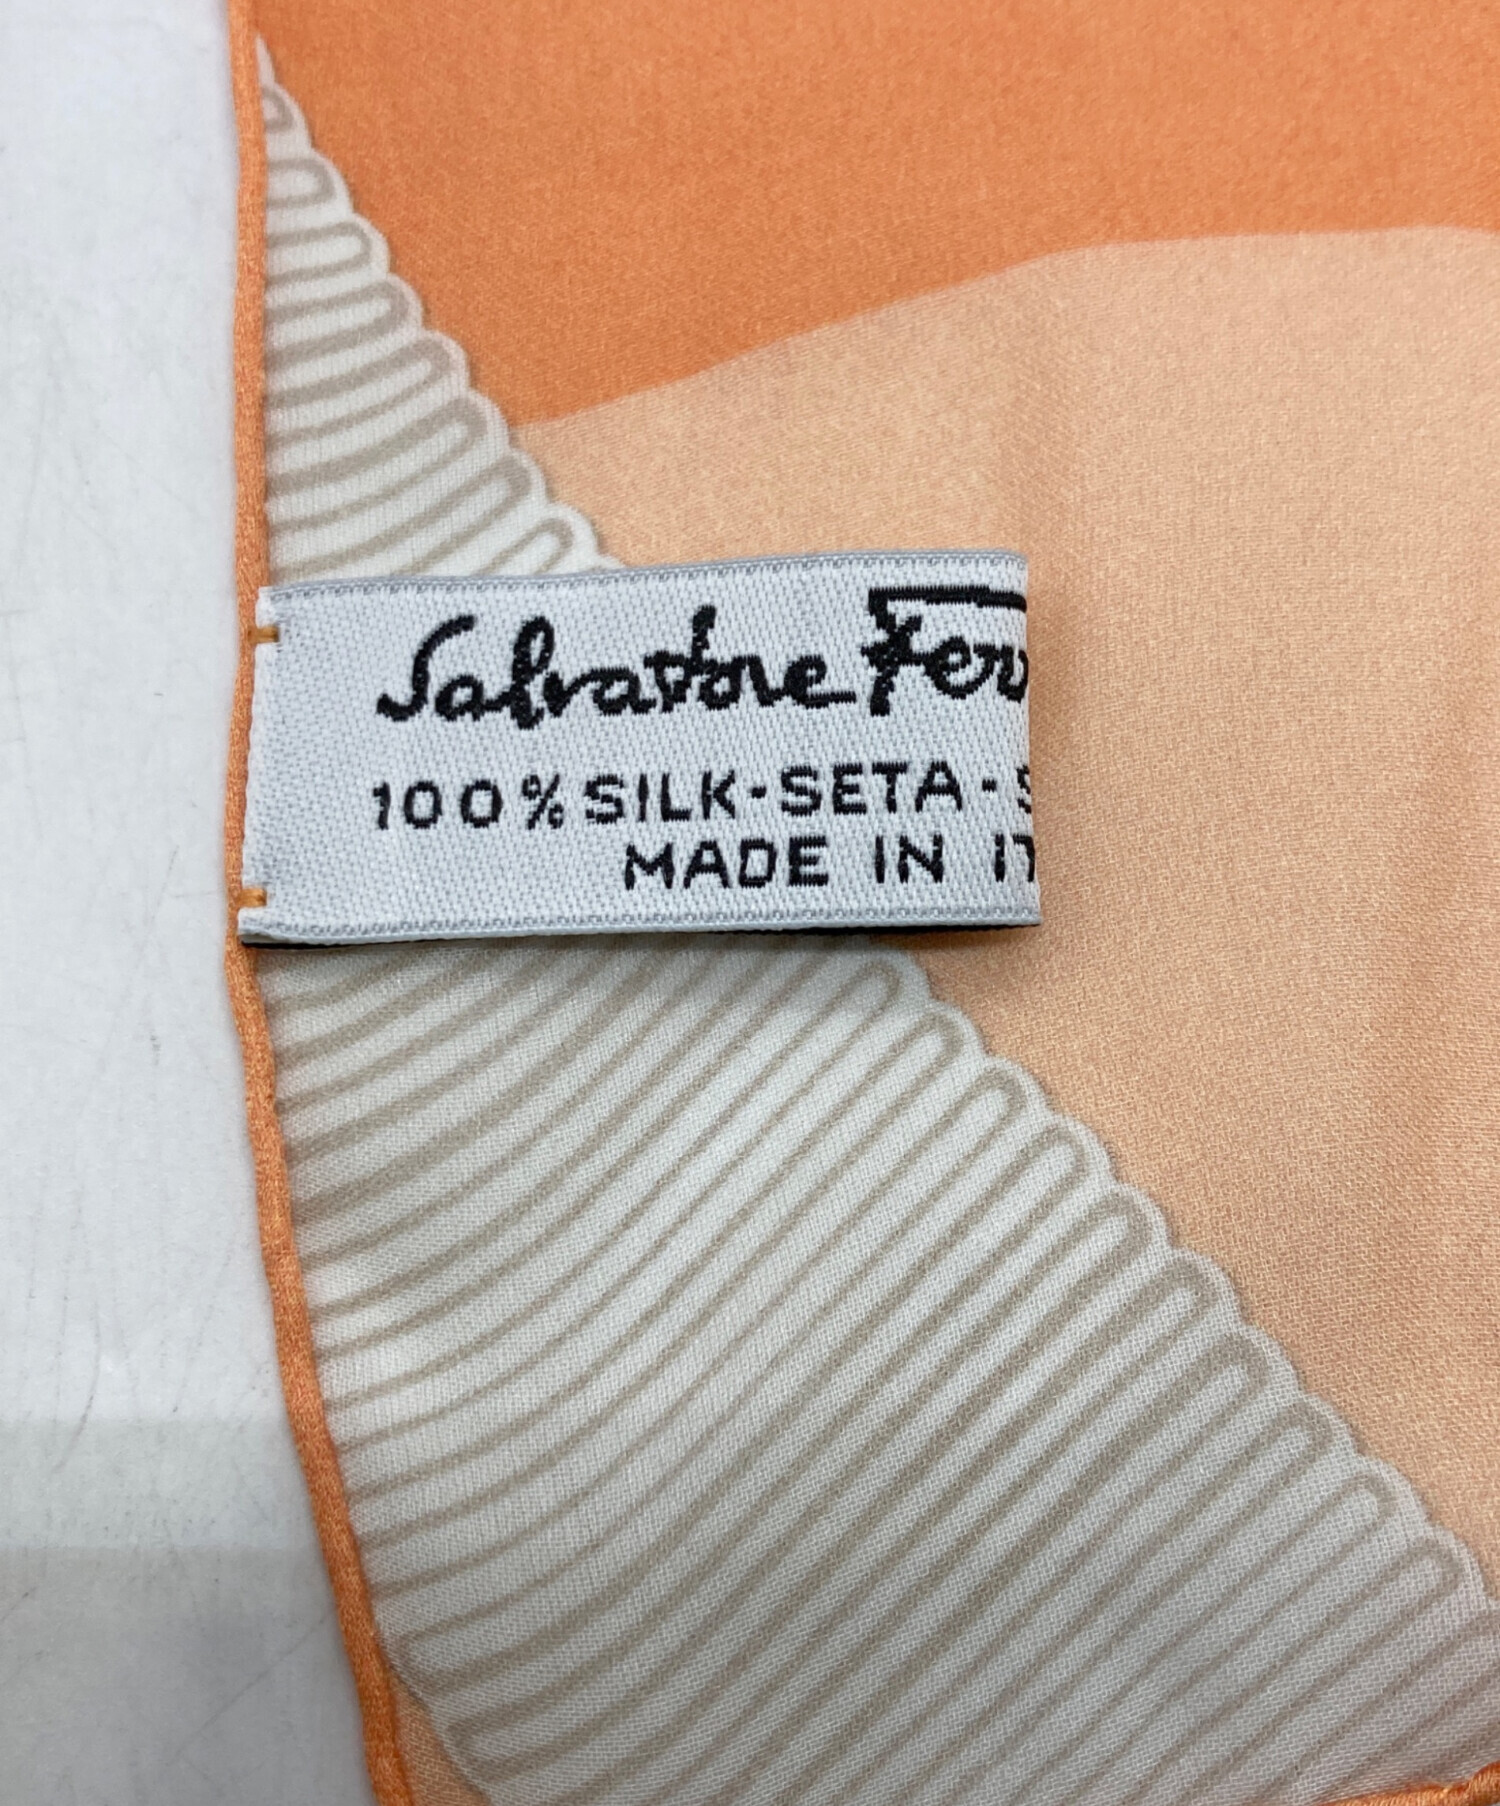 Salvatore Fer
100% SILK-SETA-S
MADE IN IT